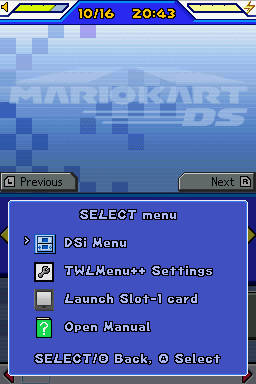 10/16 20:43
MARIOKART
DS
L Previous
Next R
SELECT menu
DSi Menu
TWLMenu++ Settings
Launch Slot-1 card
Open Manual
SELECT/B Back, A Select